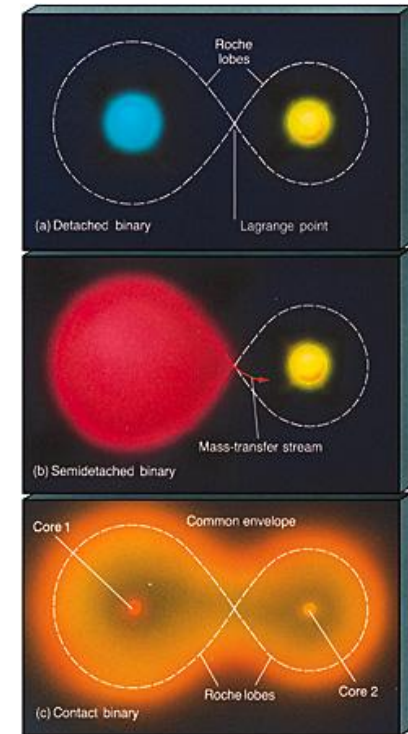 Roche
lobes
(a) Detached binary
Lagrange point
Mass-transfer stream
(b) Semidetached binary
Core 1
Common envelope
Roche lobes
Core 2
(c) Contact binary